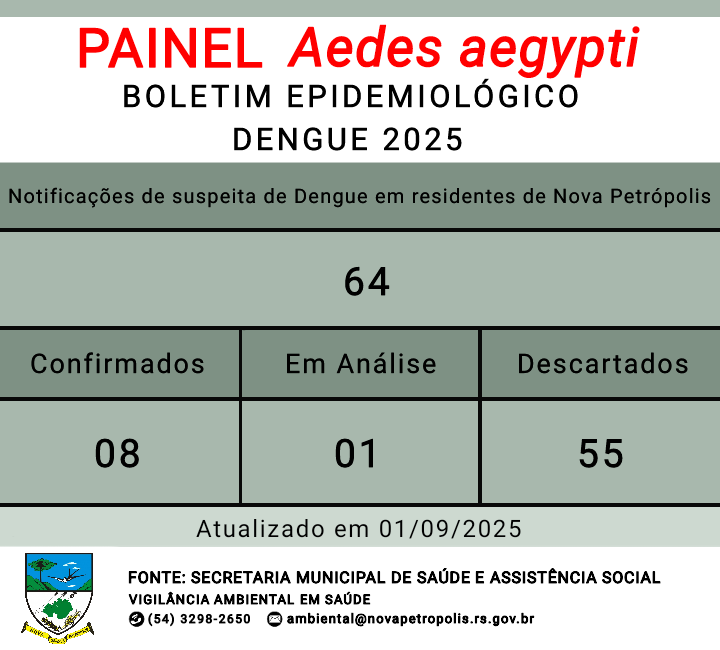 PAINEL Aedes aegypti
BOLETIM EPIDEMIOLÓGICO
DENGUE 2025
Notificações de suspeita de Dengue em residentes de Nova Petrópolis
64
Confirmados Em Análise Descartados
08 01 55
Atualizado em 01/09/2025
FONTE: SECRETARIA MUNICIPAL DE SAÚDE E ASSISTÊNCIA SOCIAL
VIGILÂNCIA AMBIENTAL EM SAÚDE
(54) 3298-2650 ambiental@novapetropolis.rs.gov.br